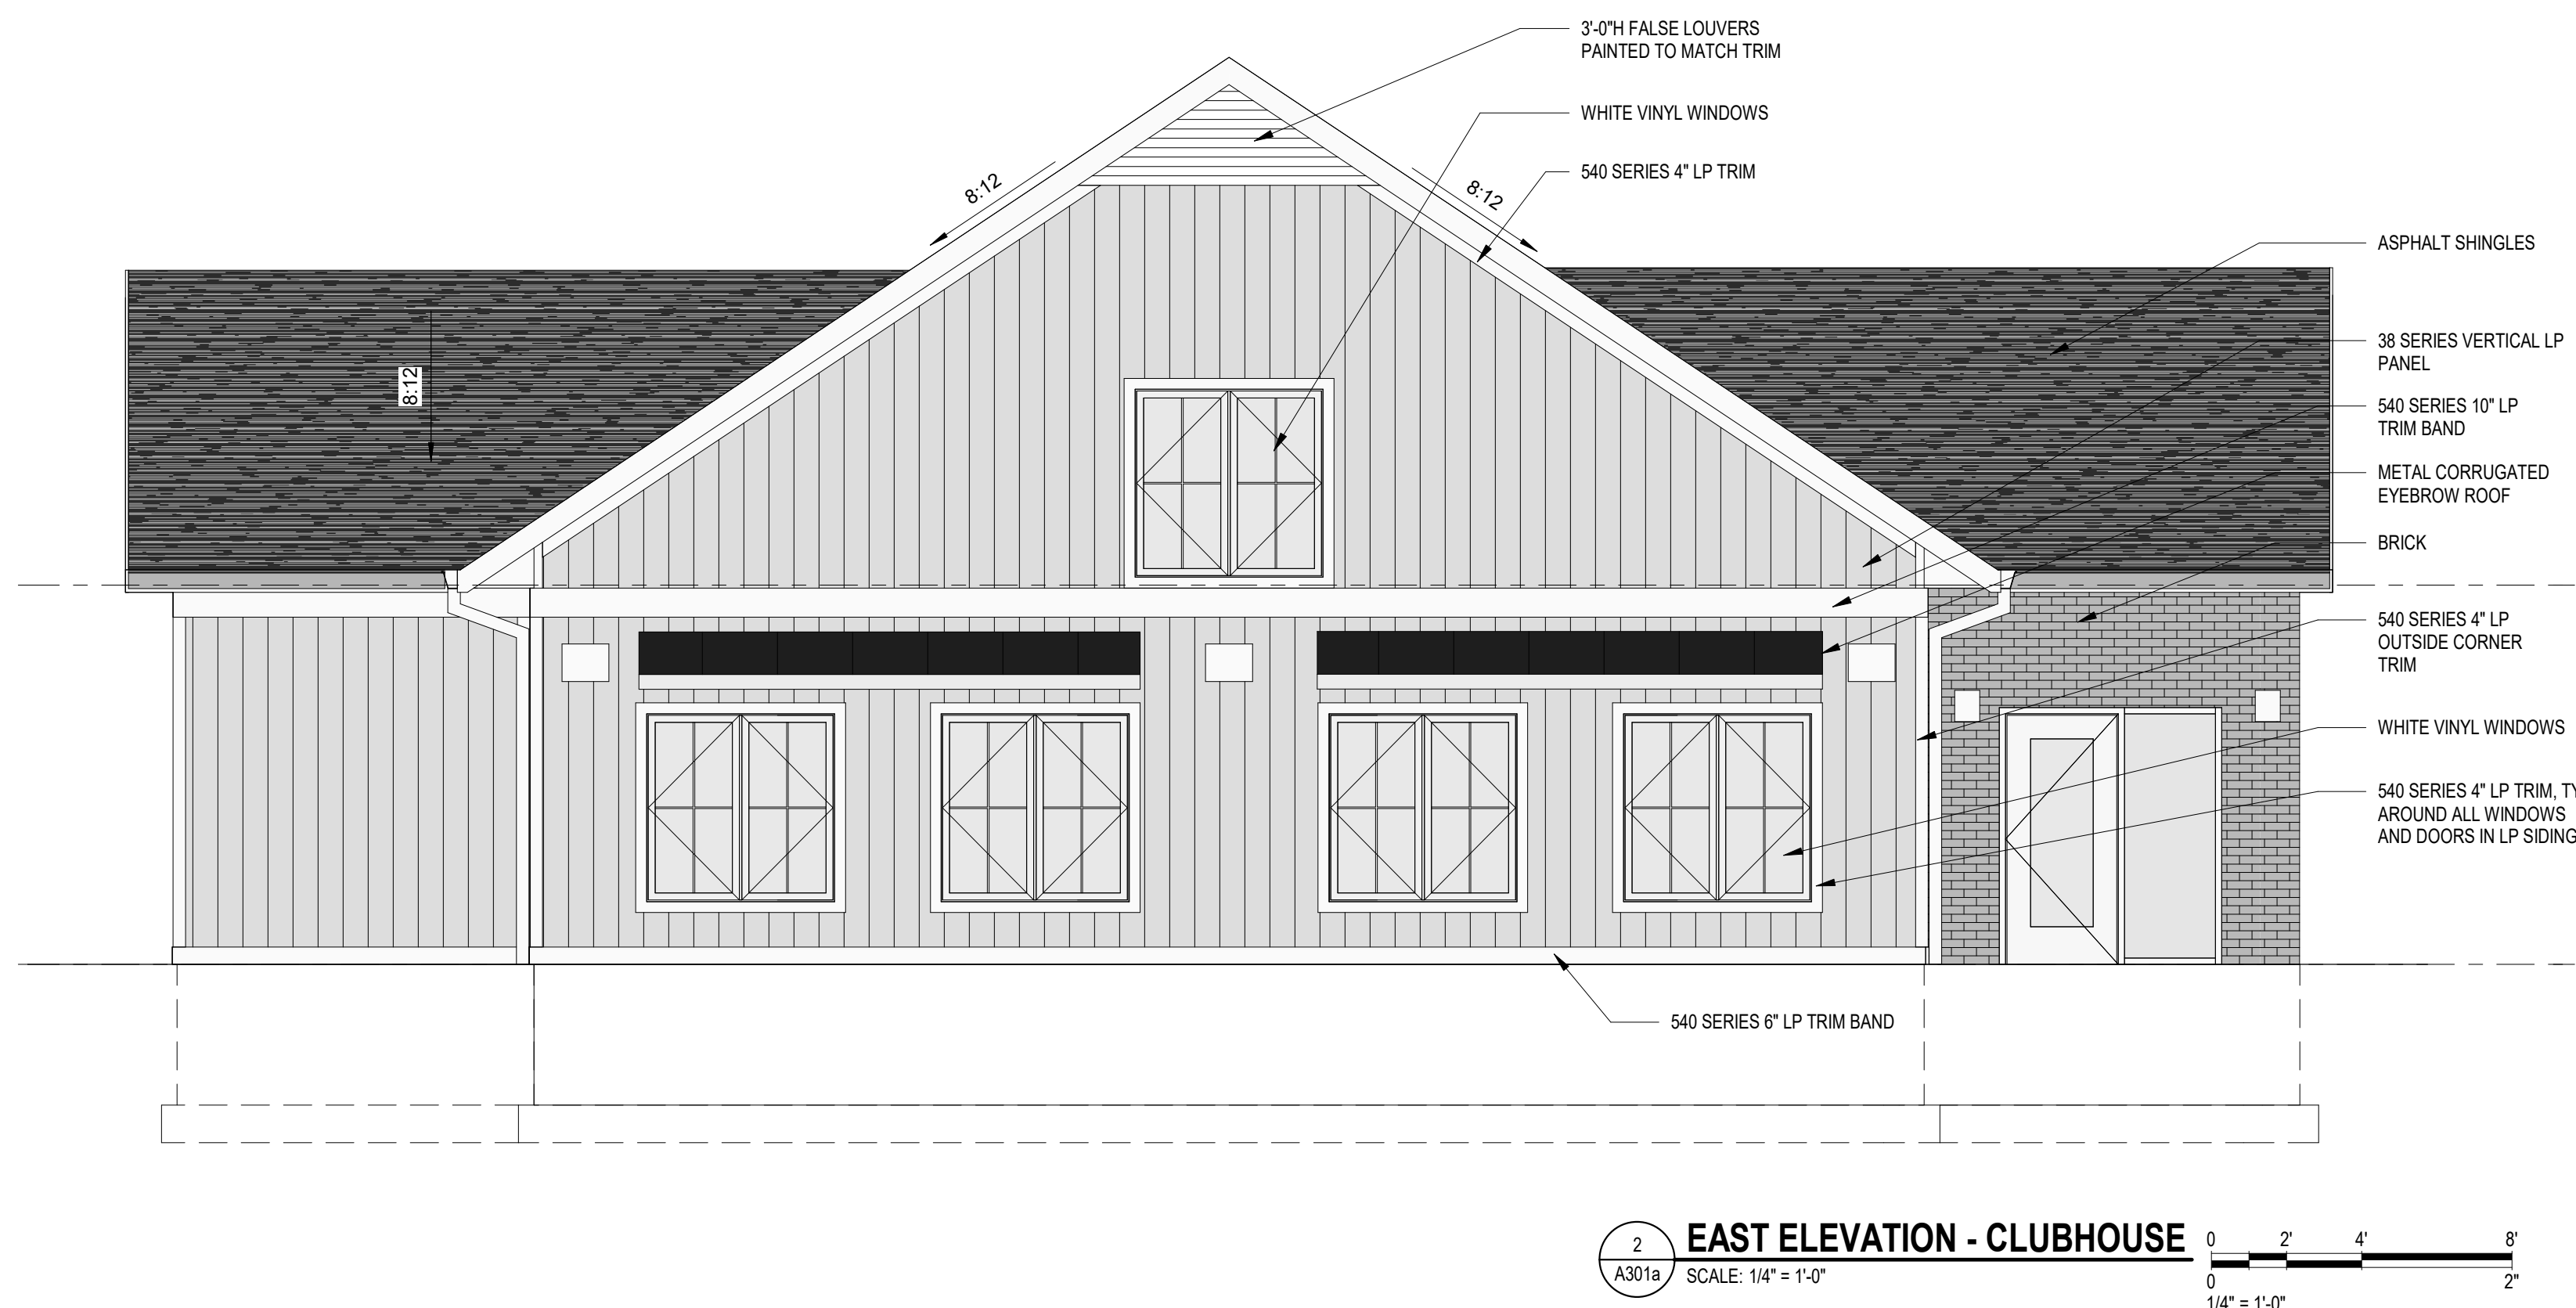 3'-0"H FALSE LOUVERS
PAINTED TO MATCH TRIM
WHITE VINYL WINDOWS
540 SERIES 4" LP TRIM
8:12
8:12
8:12
ASPHALT SHINGLES
38 SERIES VERTICAL LP
PANEL
540 SERIES 10" LP
TRIM BAND
METAL CORRUGATED
EYEBROW ROOF
BRICK
540 SERIES 4" LP
OUTSIDE CORNER
TRIM
WHITE VINYL WINDOWS
540 SERIES 4" LP TRIM,
AROUND ALL WINDOWS
AND DOORS IN LP SIDING
540 SERIES 6" LP TRIM BAND
2
A301a
EAST ELEVATION - CLUBHOUSE
SCALE: 1/4" = 1'-0"
0 2' 4' 8'
0 2"
1/4" = 1'-0"